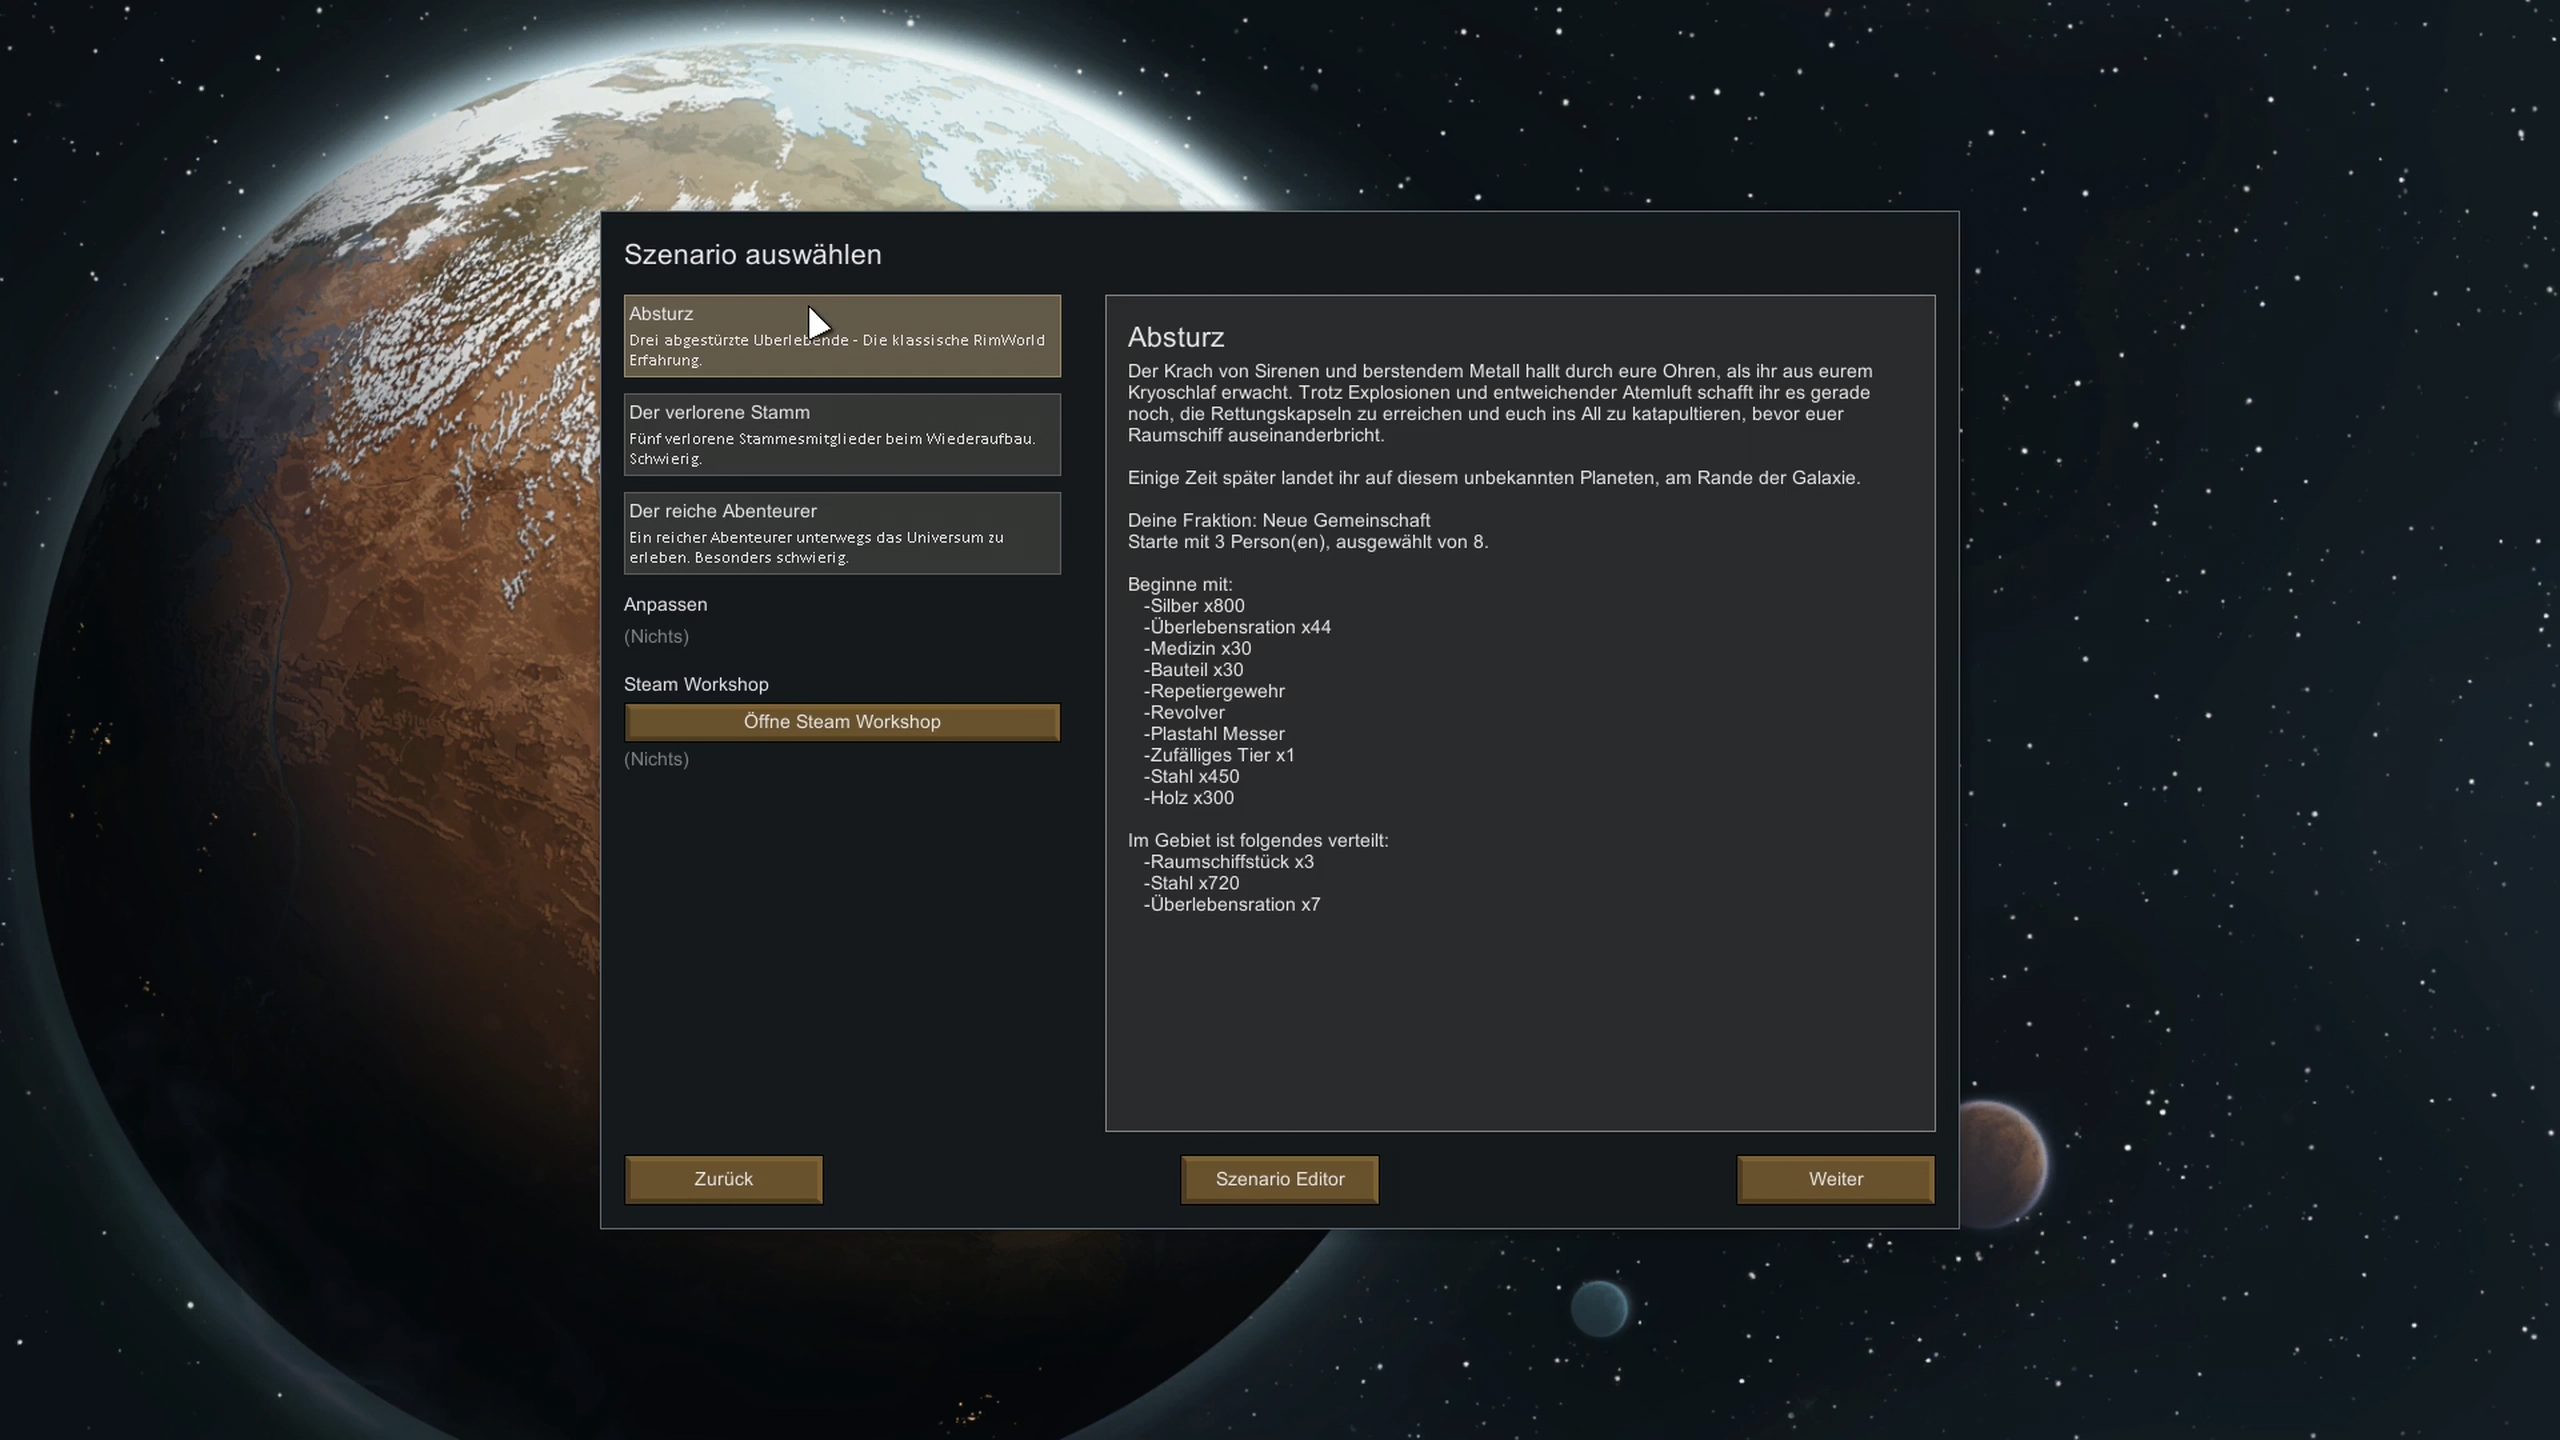 Szenario auswählen
Absturz
Drei abgestürzte Überlebende - Die klassische RimWorld
Erfahrung.
Der verlorene Stamm
Fünf verlorene Stammesmitglieder beim Wiederaufbau.
Schwierig.
Der reiche Abenteurer
Ein reicher Abenteurer unterwegs das Universum zu
erleben. Besonders schwierig.
Anpassen
(Nichts)
Steam Workshop
Öffne Steam Workshop
(Nichts)
Absturz
Der Krach von Sirenen und berstendem Metall hallt durch eure Ohren, als ihr aus eurem
Kryoschlaf erwacht. Trotz Explosionen und entweichender Atemluft schafft ihr es gerade
noch, die Rettungskapseln zu erreichen und euch ins All zu katapultieren, bevor euer
Raumschiff auseinanderbricht.
Einige Zeit später landet ihr auf diesem unbekannten Planeten, am Rande der Galaxie.
Deine Fraktion: Neue Gemeinschaft
Starte mit 3 Person(en), ausgewählt von 8.
Beginne mit:
-Silber x800
-Überlebensration x44
-Medizin x30
-Bauteil x30
-Repetiergewehr
-Revolver
-Plastahl Messer
-Zufälliges Tier x1
-Stahl x450
-Holz x300
Im Gebiet ist folgendes verteilt:
-Raumschiffstück x3
-Stahl x720
-Überlebensration x7
Zurück
Szenario Editor
Weiter